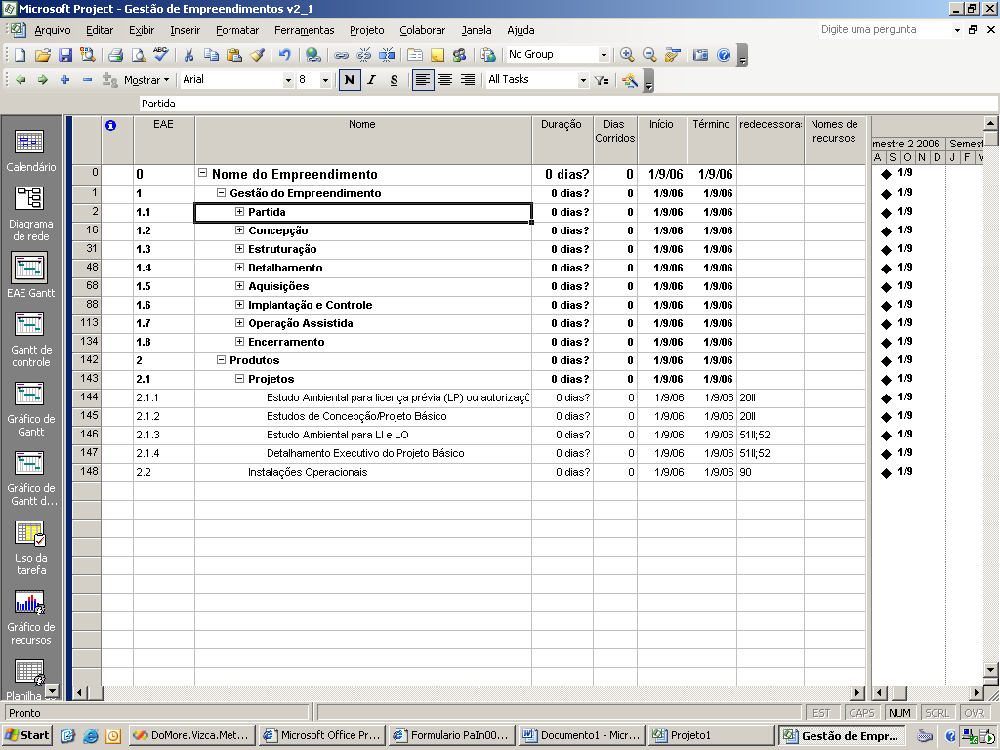 Microsoft Project - Gestão de Empreendimentos v2_1
Arquivo Editar Exibir Inserir Formatar Ferramentas Projeto Colaborar Janela Ajuda Digite uma pergunta
No Group
Mostrar Arial 8 N I S All Tasks
Partida
EAE Nome Duração Dias Corridos Início Término redecessora: Nomes de recursos
mestre 2 2006 Semest
A S O N D J F M
0 0 Nome do Empreendimento 0 dias? 0 1/9/06 1/9/06 1/9
1 1 Gestão do Empreendimento 0 dias? 0 1/9/06 1/9/06 1/9
2 1.1 Partida 0 dias? 0 1/9/06 1/9/06 1/9
16 1.2 Concepção 0 dias? 0 1/9/06 1/9/06 1/9
31 1.3 Estruturação 0 dias? 0 1/9/06 1/9/06 1/9
48 1.4 Detalhamento 0 dias? 0 1/9/06 1/9/06 1/9
68 1.5 Aquisições 0 dias? 0 1/9/06 1/9/06 1/9
88 1.6 Implantação e Controle 0 dias? 0 1/9/06 1/9/06 1/9
113 1.7 Operação Assistida 0 dias? 0 1/9/06 1/9/06 1/9
134 1.8 Encerramento 0 dias? 0 1/9/06 1/9/06 1/9
142 2 Produtos 0 dias? 0 1/9/06 1/9/06 1/9
143 2.1 Projetos 0 dias? 0 1/9/06 1/9/06 1/9
144 2.1.1 Estudo Ambiental para licença prévia (LP) ou autorizaçõ 0 dias? 0 1/9/06 1/9/06 20II 1/9
145 2.1.2 Estudos de Concepção/Projeto Básico 0 dias? 0 1/9/06 1/9/06 20II 1/9
146 2.1.3 Estudo Ambiental para LI e LO 0 dias? 0 1/9/06 1/9/06 51II;52 1/9
147 2.1.4 Detalhamento Executivo do Projeto Básico 0 dias? 0 1/9/06 1/9/06 51II;52 1/9
148 2.2 Instalações Operacionais 0 dias? 0 1/9/06 1/9/06 90 1/9
Calendário
Diagrama
de rede
EAE Gantt
Gantt de
controle
Gráfico de
Gantt
Gráfico de
Gantt d...
Uso da
tarefa
Gráfico de
recursos
Planilha
Pronto EST CAPS NUM SCRL OVR
Start DoMore.Vizca.Met... Microsoft Office Pr... Formulario PaIn00... Documento1 - Micr... Projeto1 Gestão de Empr...